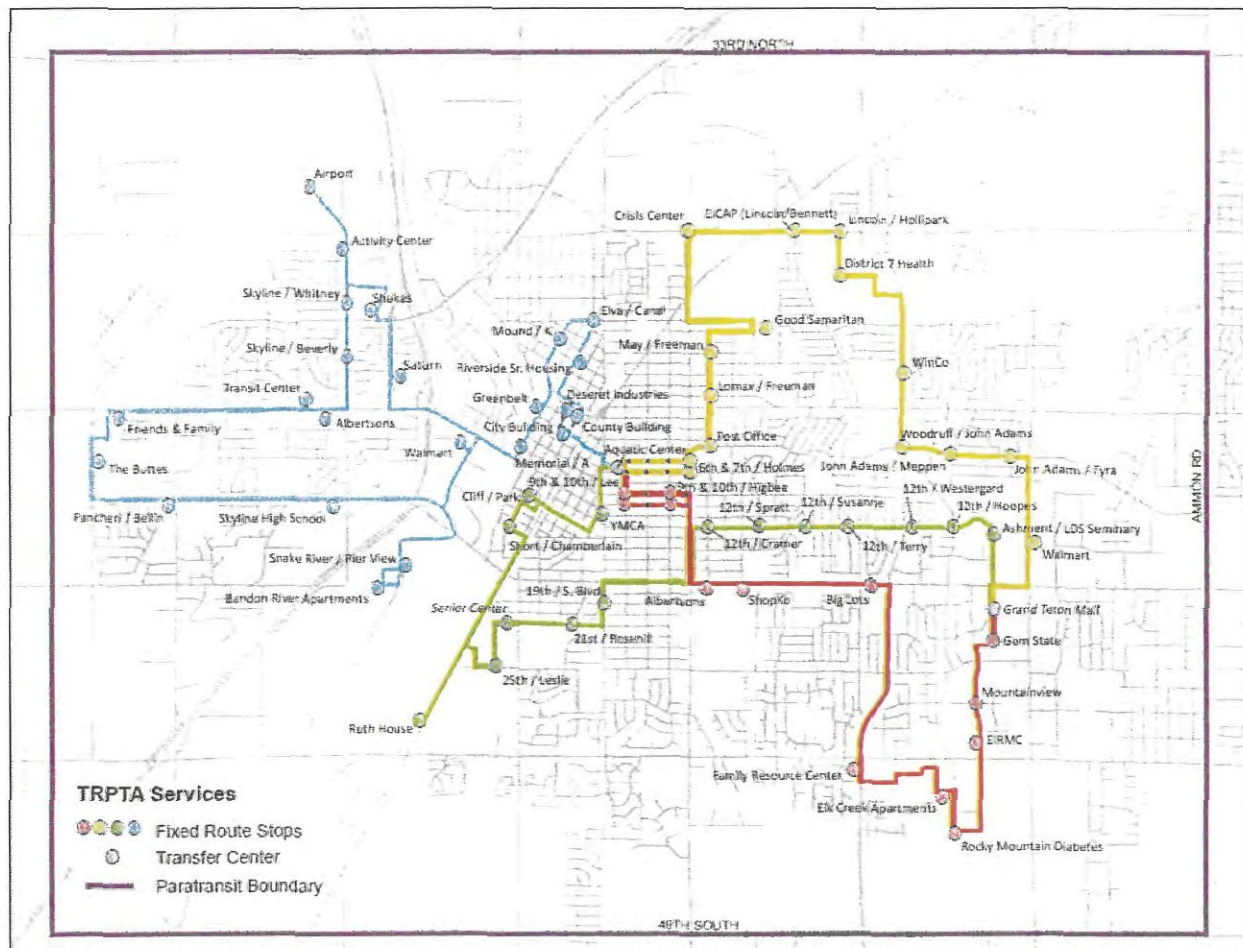 33RD NORTH
Airport
Activity Center
Skyline / Whitney
Shakas
Skyline / Beverly
Saturn
Transit Center
Albertsons
Friends & Family
The Buttes
Pancheri / Bellin
Skyline High School
Walmart
Snake River / Pier View
Bandon River Apartments
Elva / Canal
Mound / K
Riverside Sr. Housing
Greenbelt
Deseret Industries
City Building
County Building
Memorial / A
Aquatic Center
9th & 10th / Lee
Cliff / Park
YMCA
Short / Chamberlain
Crisis Center
EICAP (Lincoln/Bennett)
Lincoln / Hollipark
District 7 Health
Good Samaritan
May / Freeman
Lomax / Freeman
WinCo
Post Office
Woodruff / John Adams
John Adams / Meppen
John Adams / Tyra
6th & 7th / Holmes
9th & 10th / Higbee
12th / Spratt
12th / Susanne
12th / Westergard
12th / Hoopes
12th / Cramer
12th / Terry
Ashment / LDS Seminary
Walmart
AMMON RD
19th / S. Blvd
Albertsons
ShopKo
Big Lots
Grand Teton Mall
Gem State
Senior Center
21st / Rosehill
25th / Leslie
Ruth House
Mountainview
EIRMC
Family Resource Center
Elk Creek Apartments
Rocky Mountain Diabetes
TRPTA Services
Fixed Route Stops
Transfer Center
Paratransit Boundary
49TH SOUTH